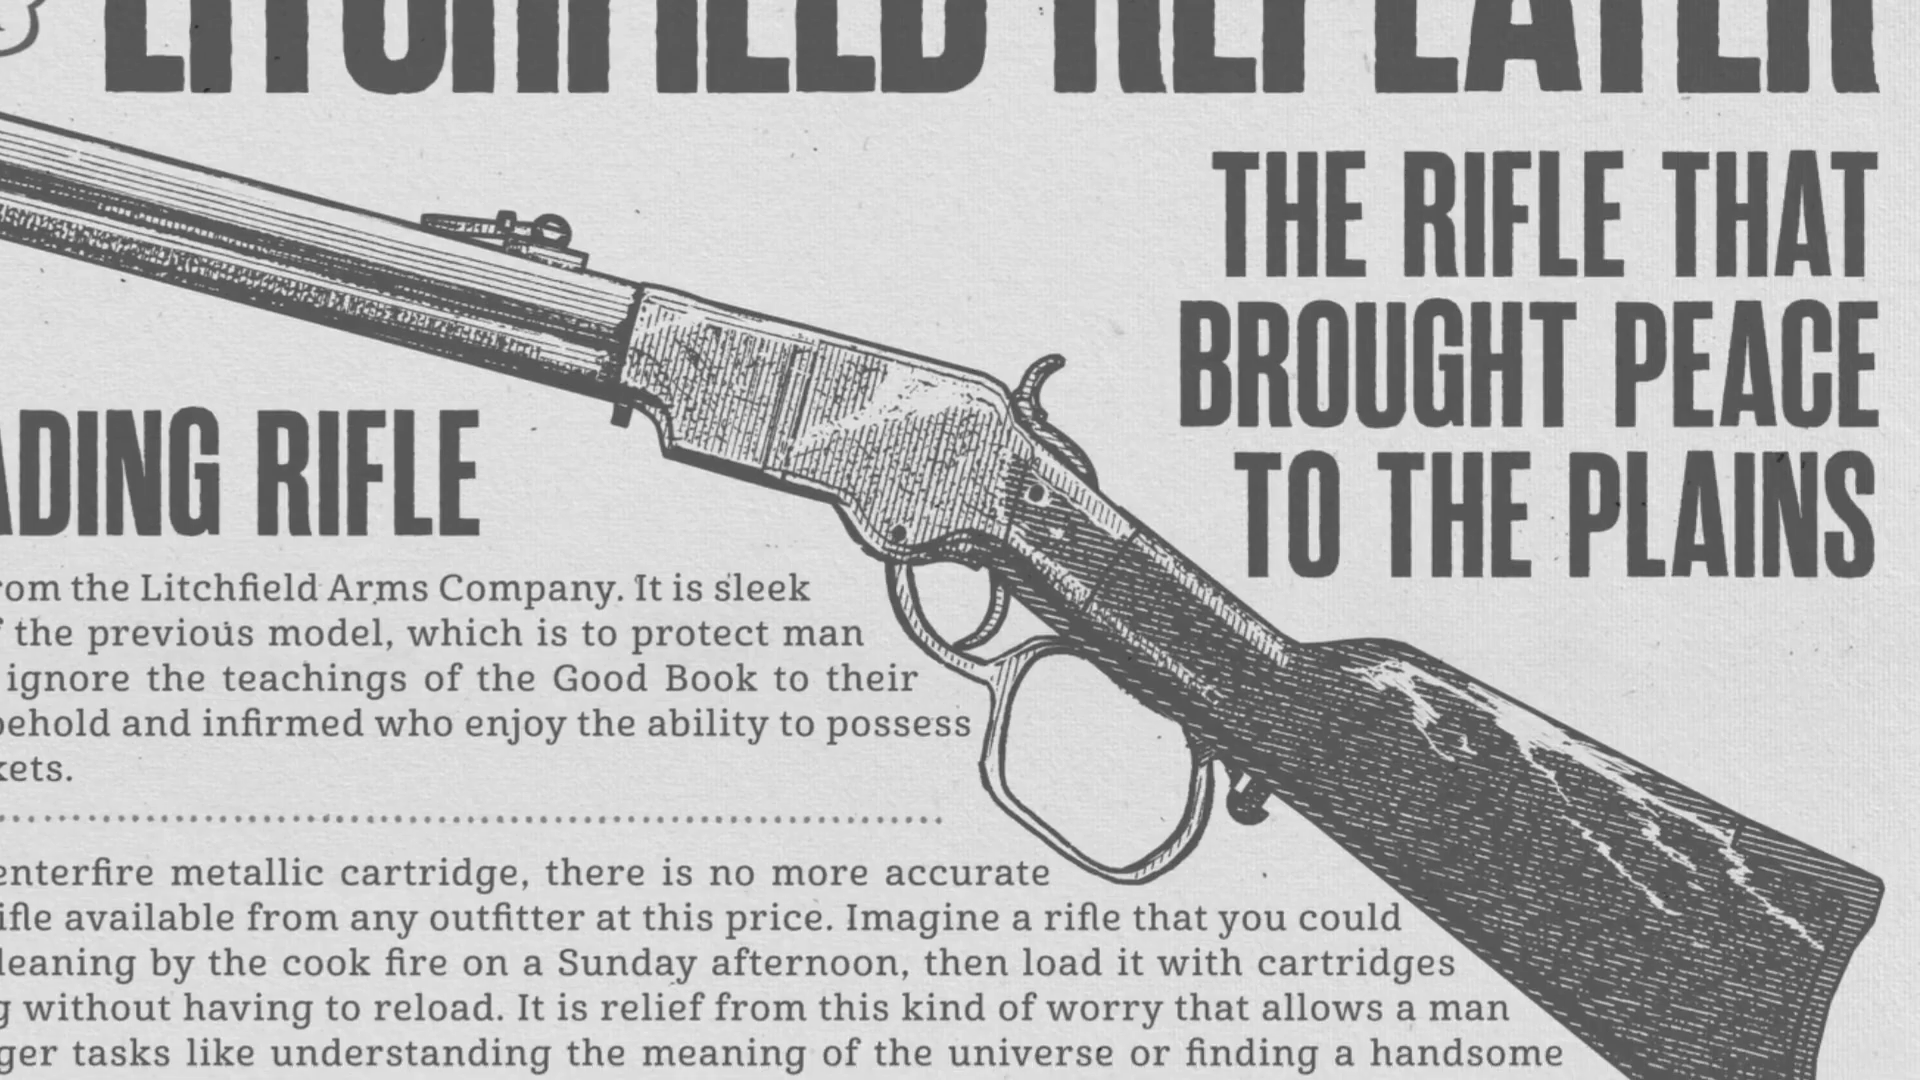 LITCHFIELD REPEATER
THE RIFLE THAT
BROUGHT PEACE
TO THE PLAINS
ADING RIFLE
rom the Litchfield Arms Company. It is sleek
the previous model, which is to protect man
ignore the teachings of the Good Book to their
behold and infirmed who enjoy the ability to possess
kets.
enterfire metallic cartridge, there is no more accurate
ifle available from any outfitter at this price. Imagine a rifle that you could
leaning by the cook fire on a Sunday afternoon, then load it with cartridges
g without having to reload. It is relief from this kind of worry that allows a man
ger tasks like understanding the meaning of the universe or finding a handsome